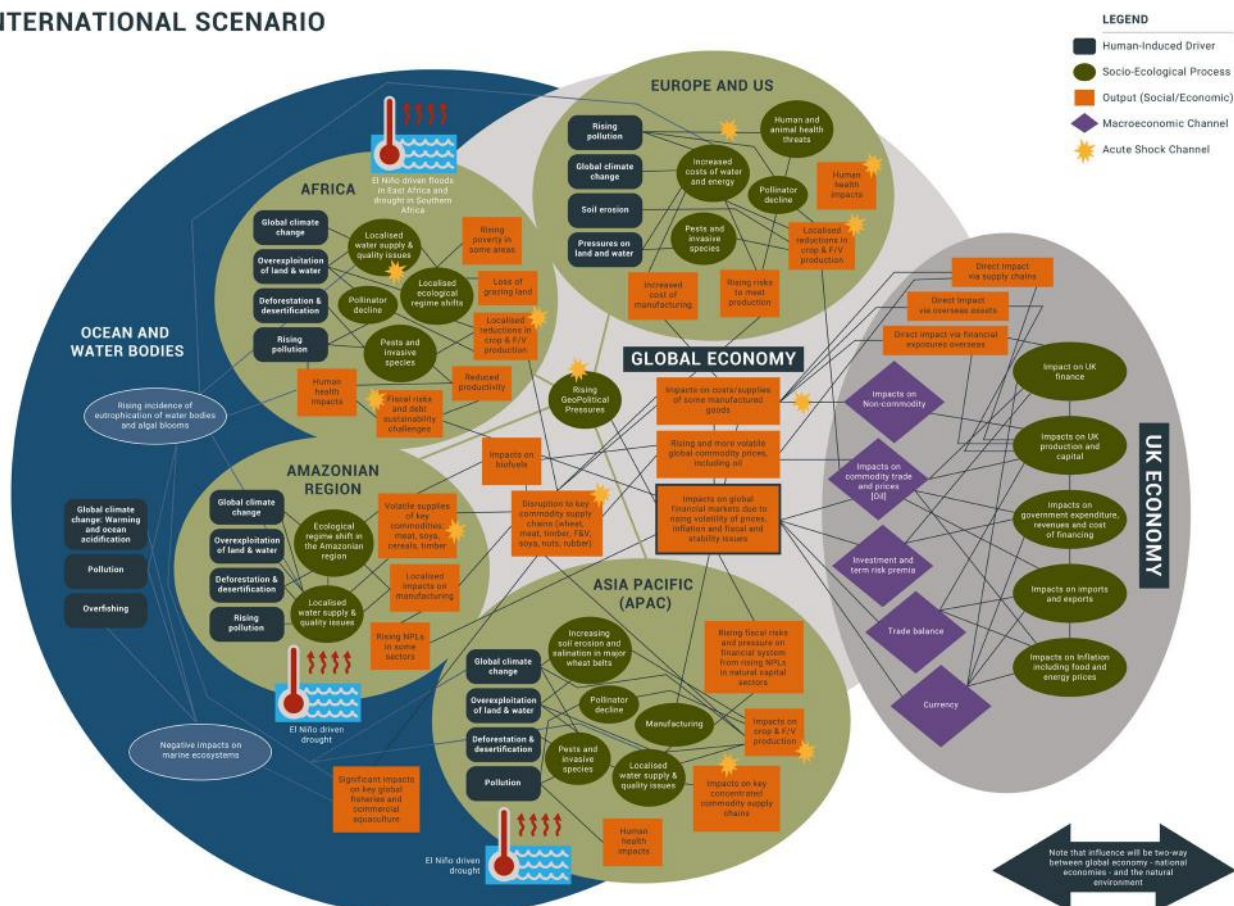 NTERNATIONAL SCENARIO
LEGEND
Human-Induced Driver
Socio-Ecological Process
Output (Social/Economic)
Macroeconomic Channel
Acute Shock Channel
EUROPE AND US
Rising
pollution
Global climate
change
Soil erosion
Pressures on
land and water
Human and
animal health
threats
Increased
costs of water
and energy
Pollinator
decline
Pests and
invasive
species
Human
health
impacts
Localised
reductions in
crop & F/V
production
Increased
cost of
manufacturing
Rising risks
to meat
production
El Niño driven floods
in East Africa and
drought in Southern
Africa
AFRICA
Global climate
change
Overexploitation
of land & water
Deforestation &
desertification
Rising
pollution
Localised
water supply &
quality issues
Localised
ecological
regime shifts
Pollinator
decline
Pests and
invasive
species
Rising
poverty in
some areas
Loss of
grazing land
Localised
reductions in
crop & F/V
production
Reduced
productivity
Human
health
impacts
Fiscal risks
and debt
sustainability
challenges
OCEAN AND
WATER BODIES
Rising incidence of
eutrophication of water bodies
and algal blooms
Global climate
change: Warming
and ocean
acidification
Pollution
Overfishing
Negative impacts on
marine ecosystems
Significant impacts
on key global
fisheries and
commercial
aquaculture
AMAZONIAN
REGION
Global climate
change
Overexploitation
of land & water
Deforestation &
desertification
Rising
pollution
Ecological
regime shift in
the Amazonian
region
Localised
water supply &
quality issues
Volatile supplies of
key commodities:
meat, soya,
cereals, timber
Localised
impacts on
manufacturing
Rising NPLs
in some
sectors
El Niño driven
drought
Impacts on
biofuels
Disruption to key
commodity supply
chains (wheat,
meat, timber, F&V,
soya, nuts, rubber)
Rising
GeoPolitical
Pressures
GLOBAL ECONOMY
Impacts on costs/supplies
of some manufactured
goods
Rising and more volatile
global commodity prices,
including oil
Impacts on global
financial markets due to
rising volatility of prices,
inflation and fiscal and
stability issues
ASIA PACIFIC
(APAC)
Global climate
change
Overexploitation
of land & water
Deforestation &
desertification
Pollution
Increasing
soil erosion and
salination in major
wheat belts
Pollinator
decline
Manufacturing
Pests and
invasive
species
Localised
water supply &
quality issues
Rising fiscal risks
and pressure on
financial system
from rising NPLs
in natural capital
sectors
Impacts on
crop & F/V
production
Impacts on key
concentrated
commodity supply
chains
Human
health
impacts
El Niño driven
drought
Direct Impact
via supply chains
Direct Impact
via overseas assets
Direct impact via financial
exposures overseas
Impacts on
Non-commodity
Impacts on
commodity trade
and prices
[Oil]
Investment and
term risk premia
Trade balance
Currency
Impact on UK
finance
Impacts on UK
production and
capital
Impacts on
government expenditure,
revenues and cost
of financing
Impacts on imports
and exports
Impacts on Inflation
including food and
energy prices
UK ECONOMY
Note that influence will be two-way
between global economy - national
economies - and the natural
environment